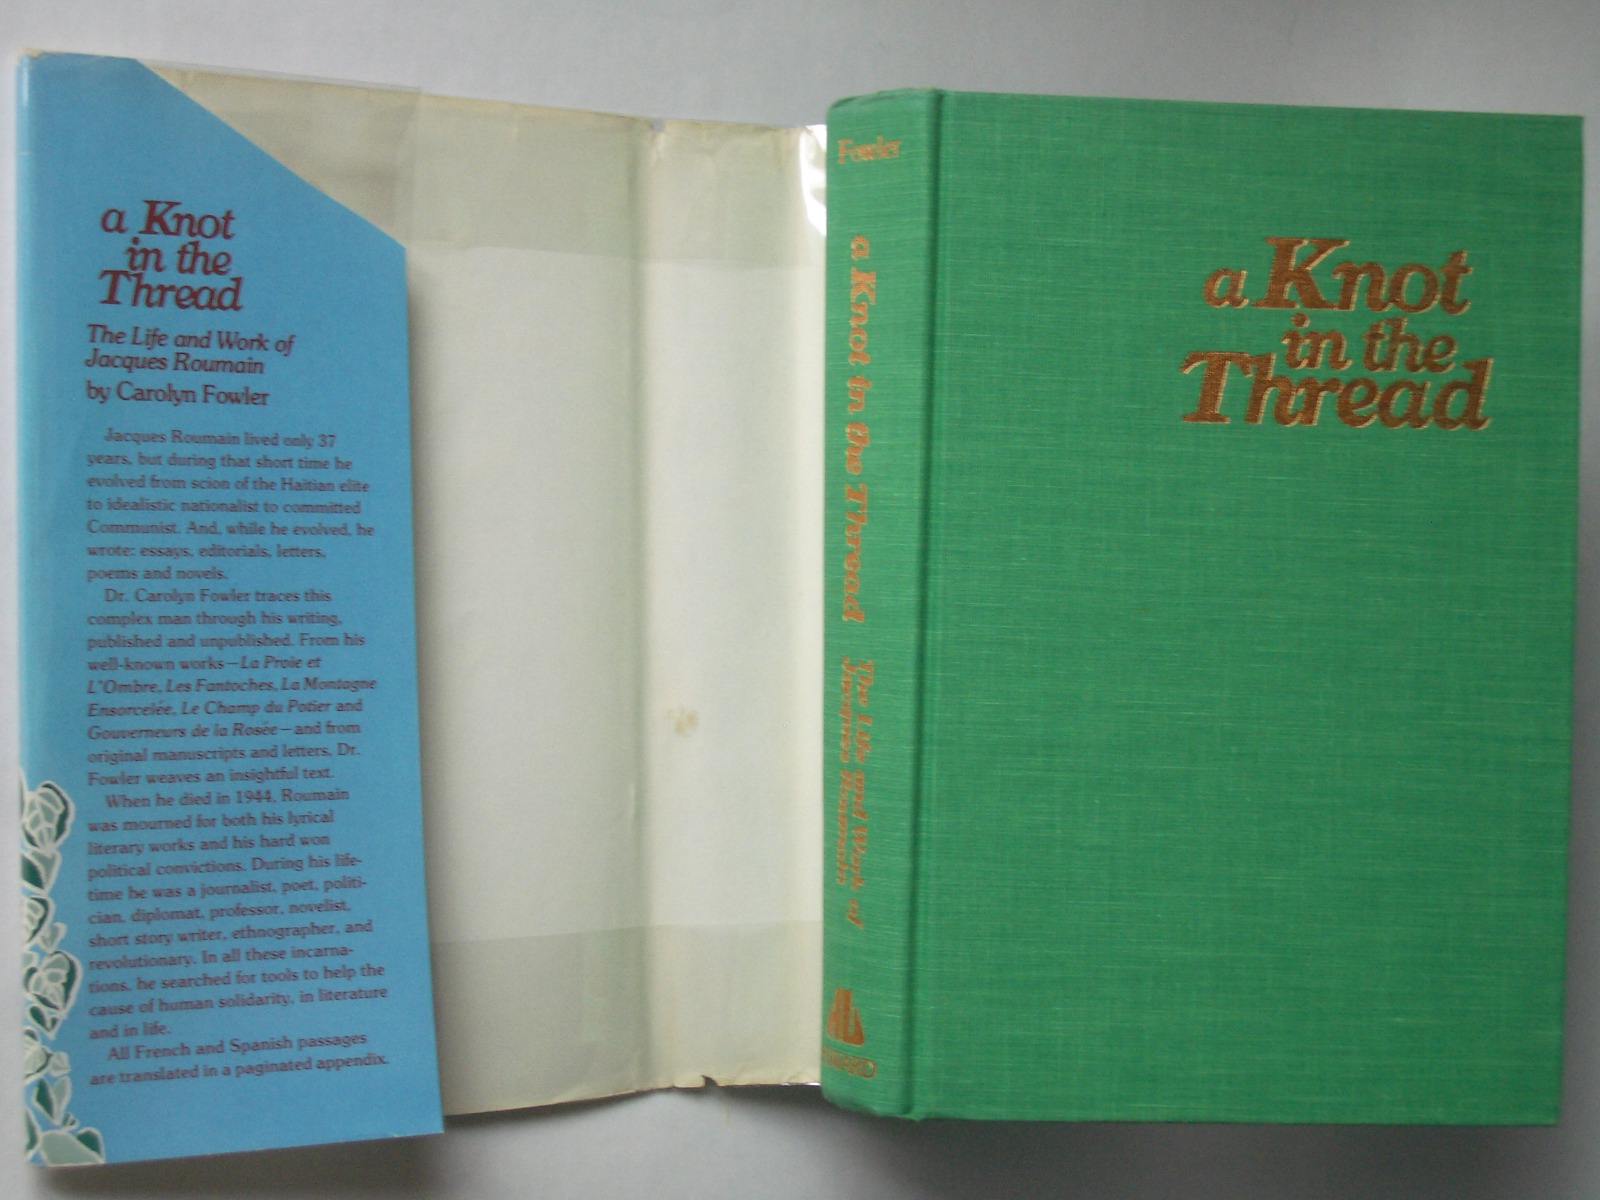 a Knot
in the
Thread
The Life and Work of
Jacques Roumain
by Carolyn Fowler
Jacques Roumain lived only 37
years, but during that short time he
evolved from scion of the Haitian elite
to idealistic nationalist to committed
Communist. And, while he evolved, he
wrote: essays, editorials, letters,
poems and novels.
Dr. Carolyn Fowler traces this
complex man through his writing,
published and unpublished. From his
well-known works—La Proie et
L'Ombre, Les Fantoches, La Montagne
Ensorcelée, Le Champ du Potier and
Gouverneurs de la Rosée—and from
original manuscripts and letters, Dr.
Fowler weaves an insightful text.
When he died in 1944, Roumain
was mourned for both his lyrical
literary works and his hard won
political convictions. During his life-
time he was a journalist, poet, politi-
cian, diplomat, professor, novelist,
short story writer, ethnographer, and
revolutionary. In all these incarna-
tions, he searched for tools to help the
cause of human solidarity, in literature
and in life.
All French and Spanish passages
are translated in a paginated appendix.
Fowler
a Knot in the Thread
The Life and Work of
Jacques Roumain
a Knot
in the
Thread